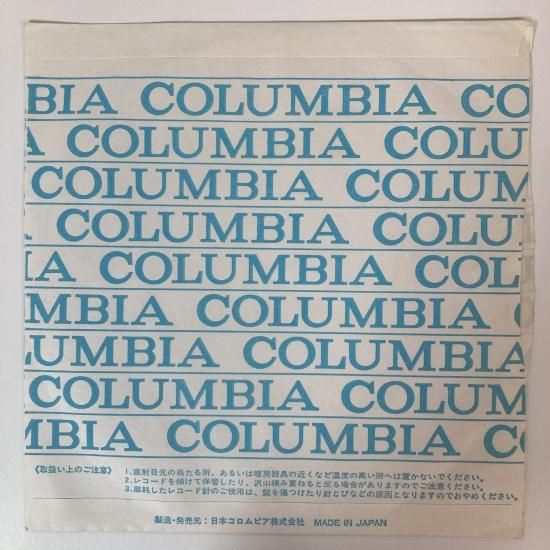 BIA COLUMBIA CO
A COLUMBIA COLU
COLUMBIA COLUM
COLUMBIA COLU
IA COLUMBIA COL
MBIA COLUMBIA C
LUMBIA COLUMBIA
COLUMBIA COLUMBIA
MBIA COLUMBIA COL
《取扱い上のご注意》 1.直射日光の当たる所、あるいは暖房器具の近くなど温度の高い所へは置かないでください。
2.レコードを傾けて保管したり、沢山積み重ねると反る場合がありますのでご注意ください。
3.摩耗したレコード針のご使用は、盤を傷つけたり針とびなどの原因となりますのでおやめください。
製造・発売元：日本コロムビア株式会社 MADE IN JAPAN